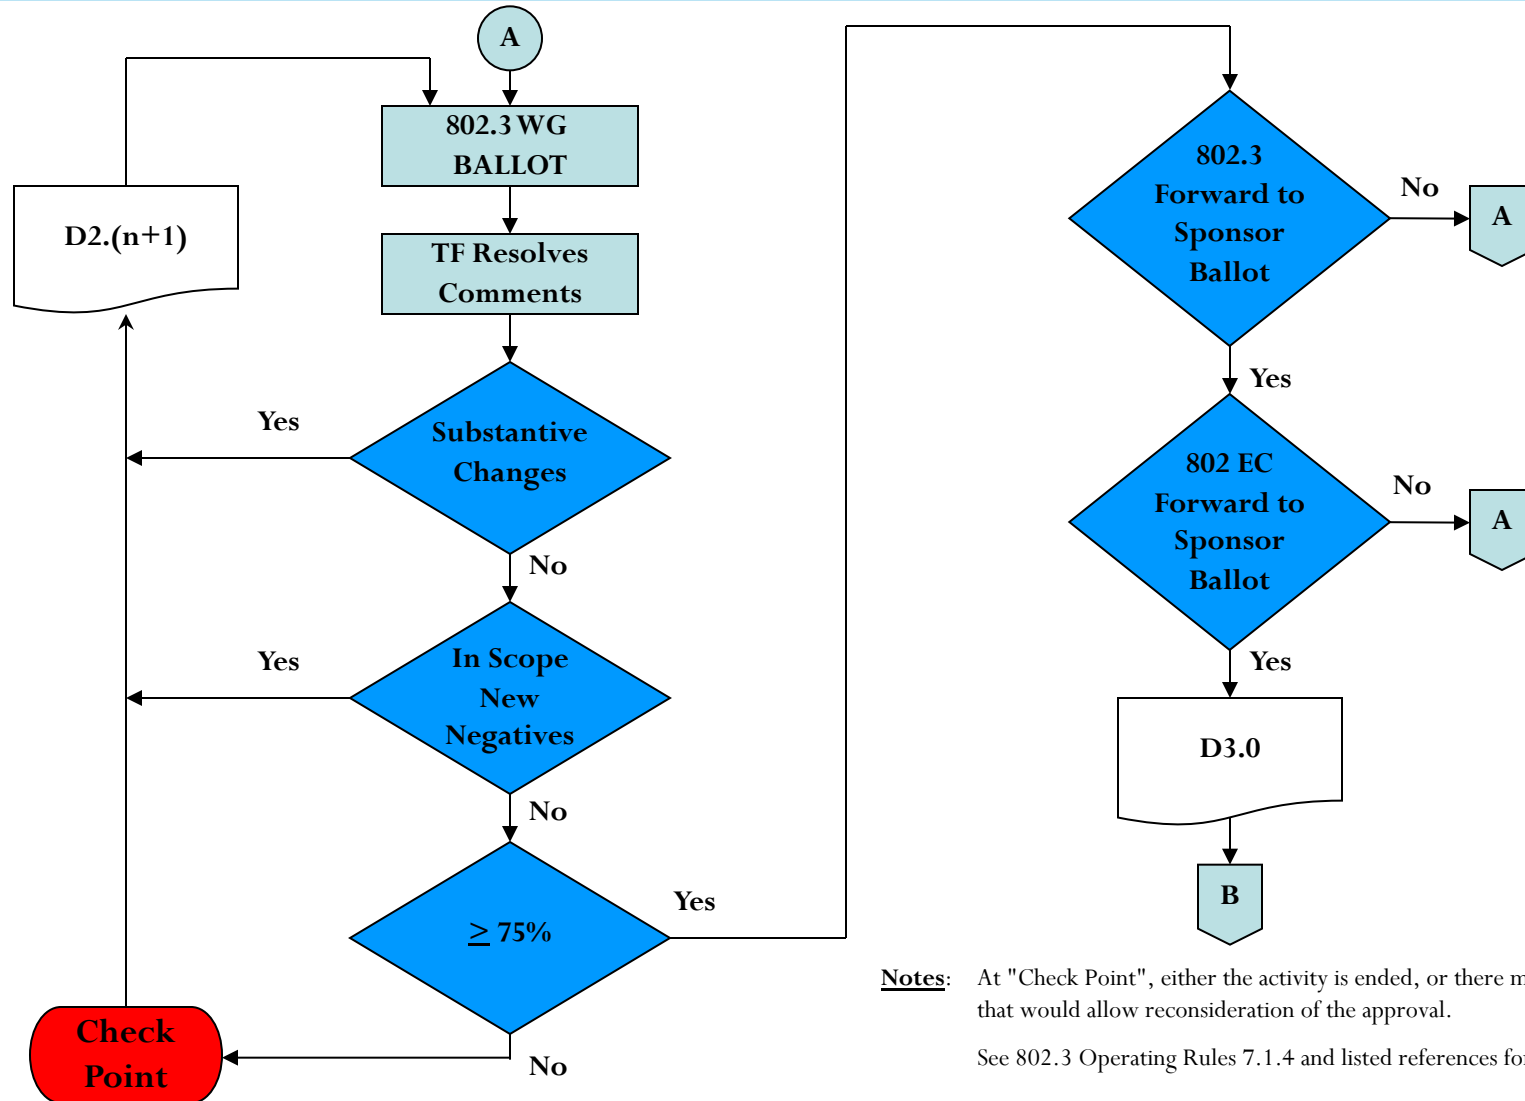 A
802.3 WG
BALLOT
D2.(n+1)
TF Resolves
Comments
Yes
Substantive
Changes
No
Yes
In Scope
New
Negatives
No
≥ 75%
Yes
No
Check
Point
802.3
Forward to
Sponsor
Ballot
No
A
Yes
802 EC
Forward to
Sponsor
Ballot
No
A
Yes
D3.0
B
Notes: At "Check Point", either the activity is ended, or there
that would allow reconsideration of the approval.
See 802.3 Operating Rules 7.1.4 and listed references